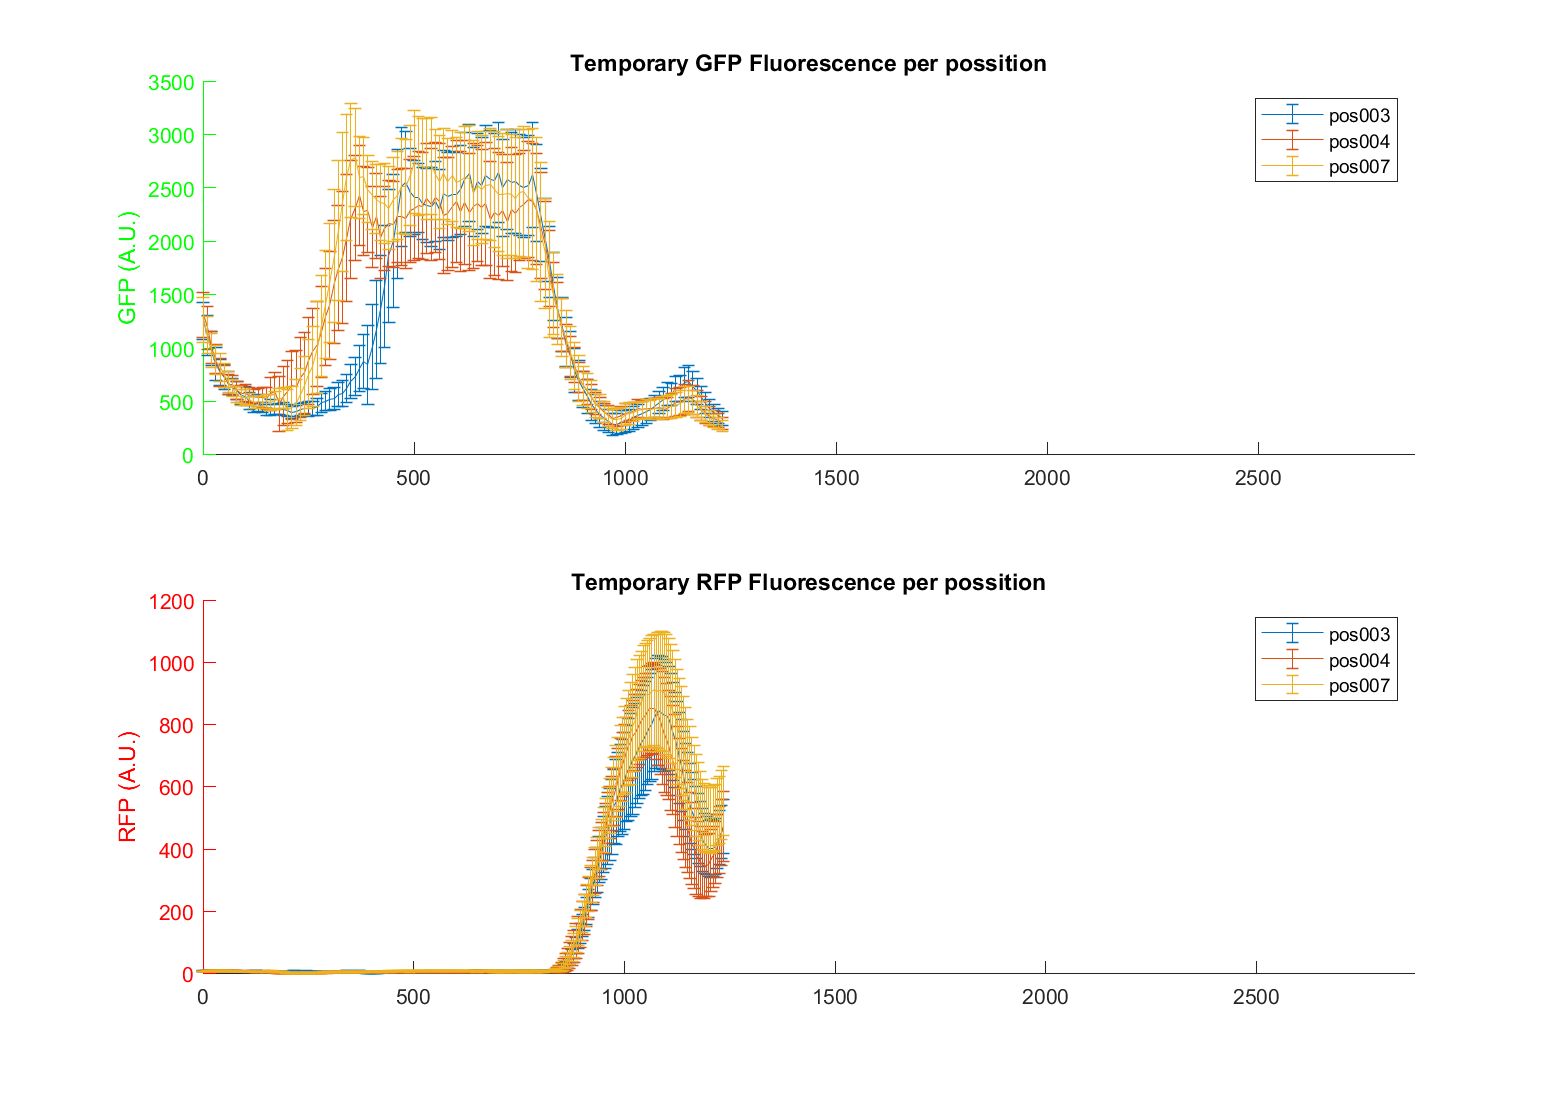 Temporary GFP Fluorescence per possition
GFP (A.U.)
3500
3000
2500
2000
1500
1000
500
0
0 500 1000 1500 2000 2500
pos003
pos004
pos007
Temporary RFP Fluorescence per possition
RFP (A.U.)
1200
1000
800
600
400
200
0
0 500 1000 1500 2000 2500
pos003
pos004
pos007